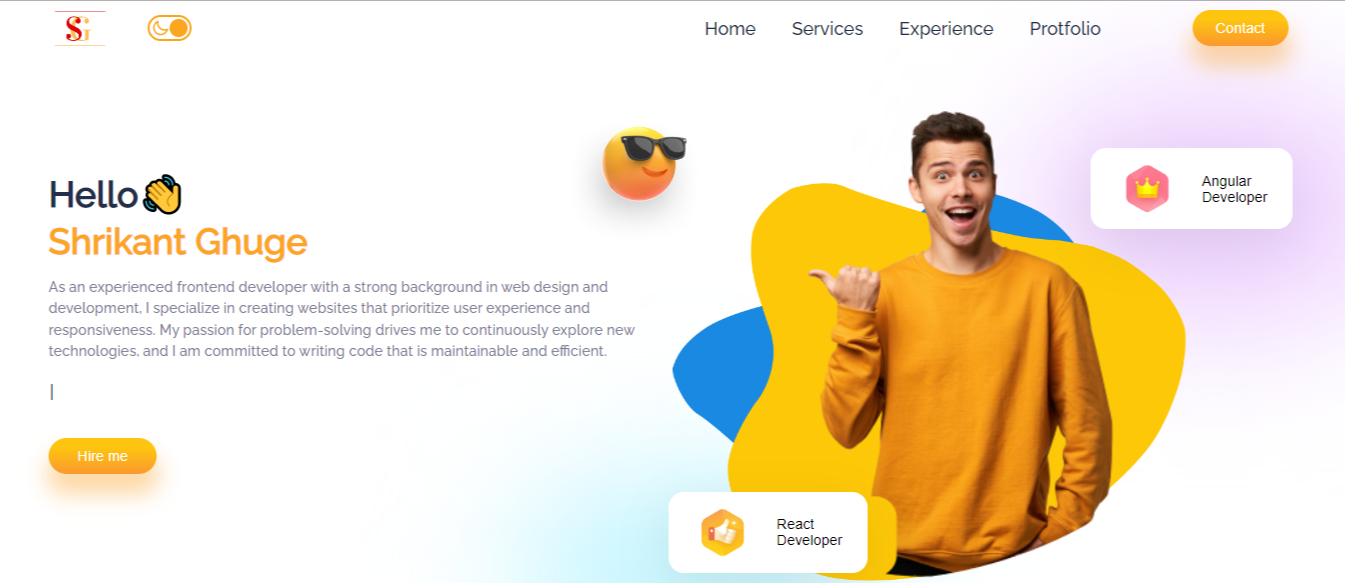 SG
Home Services Experience Protfolio Contact
Hello
Shrikant Ghuge
As an experienced frontend developer with a strong background in web design and
development, I specialize in creating websites that prioritize user experience and
responsiveness. My passion for problem-solving drives me to continuously explore new
technologies, and I am committed to writing code that is maintainable and efficient.
|
Hire me
Angular
Developer
React
Developer